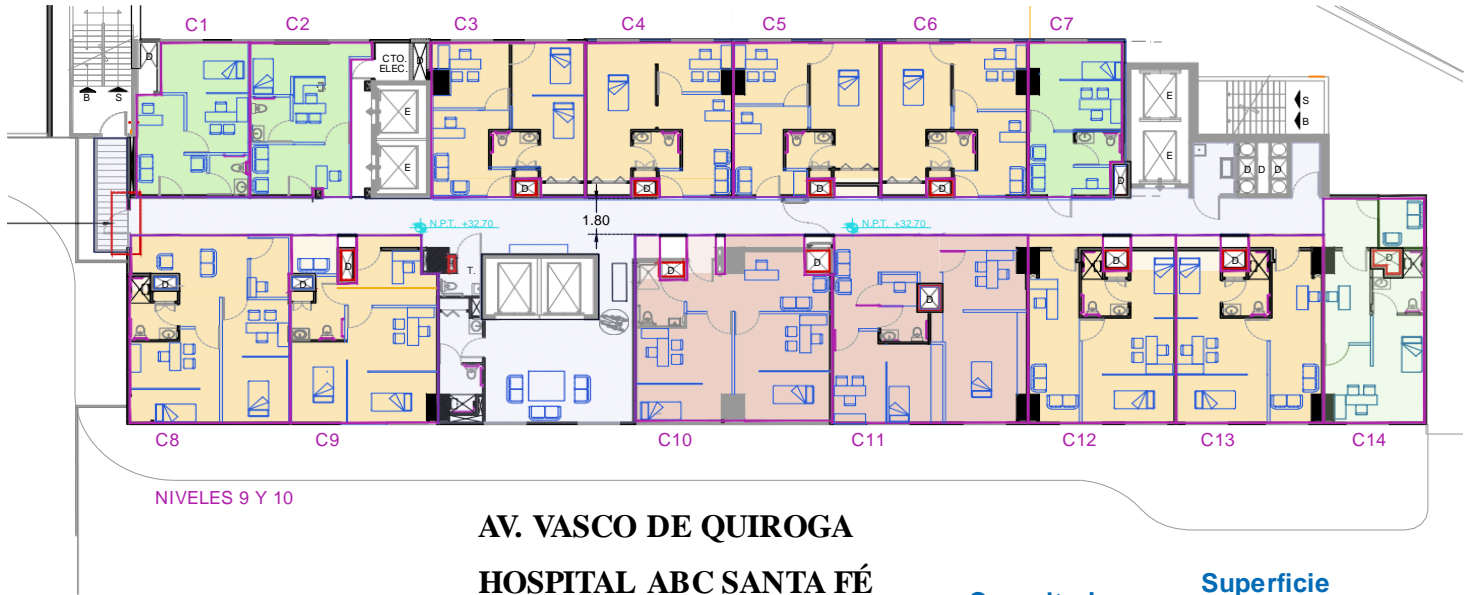 C1 C2 C3 C4 C5 C6 C7
D
CTO.
ELEC.
D
B S
E
E
E
E
S
B
D D
D D D D D
D
1.80
N.P.T. +32.70
N.P.T. +32.70
T.
D
D
D
D
D
D
D
D
D
C8 C9 C10 C11 C12 C13 C14
NIVELES 9 Y 10
AV. VASCO DE QUIROGA
HOSPITAL ABC SANTA FÉ
Superficie